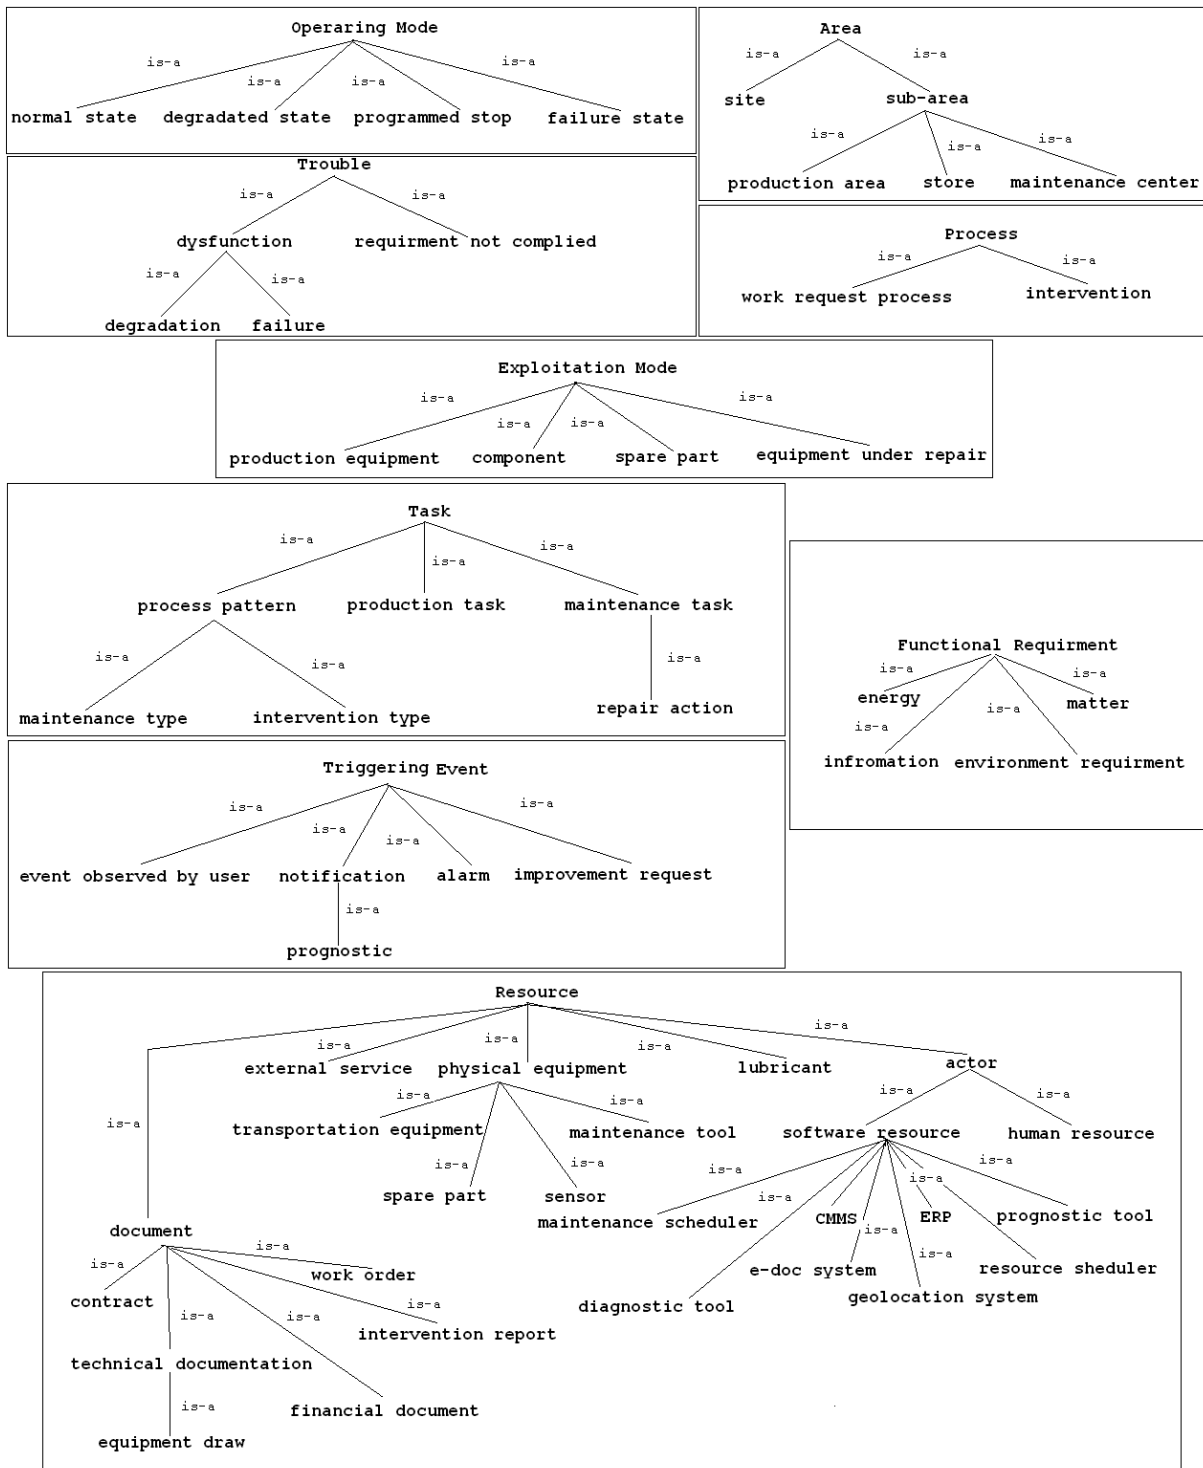 Operaring Mode
is-a is-a is-a is-a
normal state degradated state programmed stop failure state
Area
is-a is-a
site sub-area
is-a is-a is-a
production area store maintenance center
Trouble
is-a is-a
dysfunction requirment not complied
is-a is-a
degradation failure
Process
is-a is-a
work request process intervention
Exploitation Mode
is-a is-a is-a is-a
production equipment component spare part equipment under repair
Task
is-a is-a is-a
process pattern production task maintenance task
is-a is-a is-a
maintenance type intervention type repair action
Functional Requirment
is-a is-a
energy matter
is-a is-a
infromation environment requirment
Triggering Event
is-a is-a is-a is-a
event observed by user notification alarm improvement request
is-a
prognostic
Resource
is-a is-a is-a is-a
external service physical equipment lubricant actor
is-a is-a is-a is-a is-a
transportation equipment maintenance tool software resource human resource
is-a is-a is-a is-a is-a is-a
spare part sensor maintenance scheduler CMMS ERP prognostic tool
document is-a is-a
is-a is-a work order e-doc system resource sheduler
contract diagnostic tool geolocation system
is-a is-a is-a
intervention report
technical documentation
is-a financial document
equipment draw